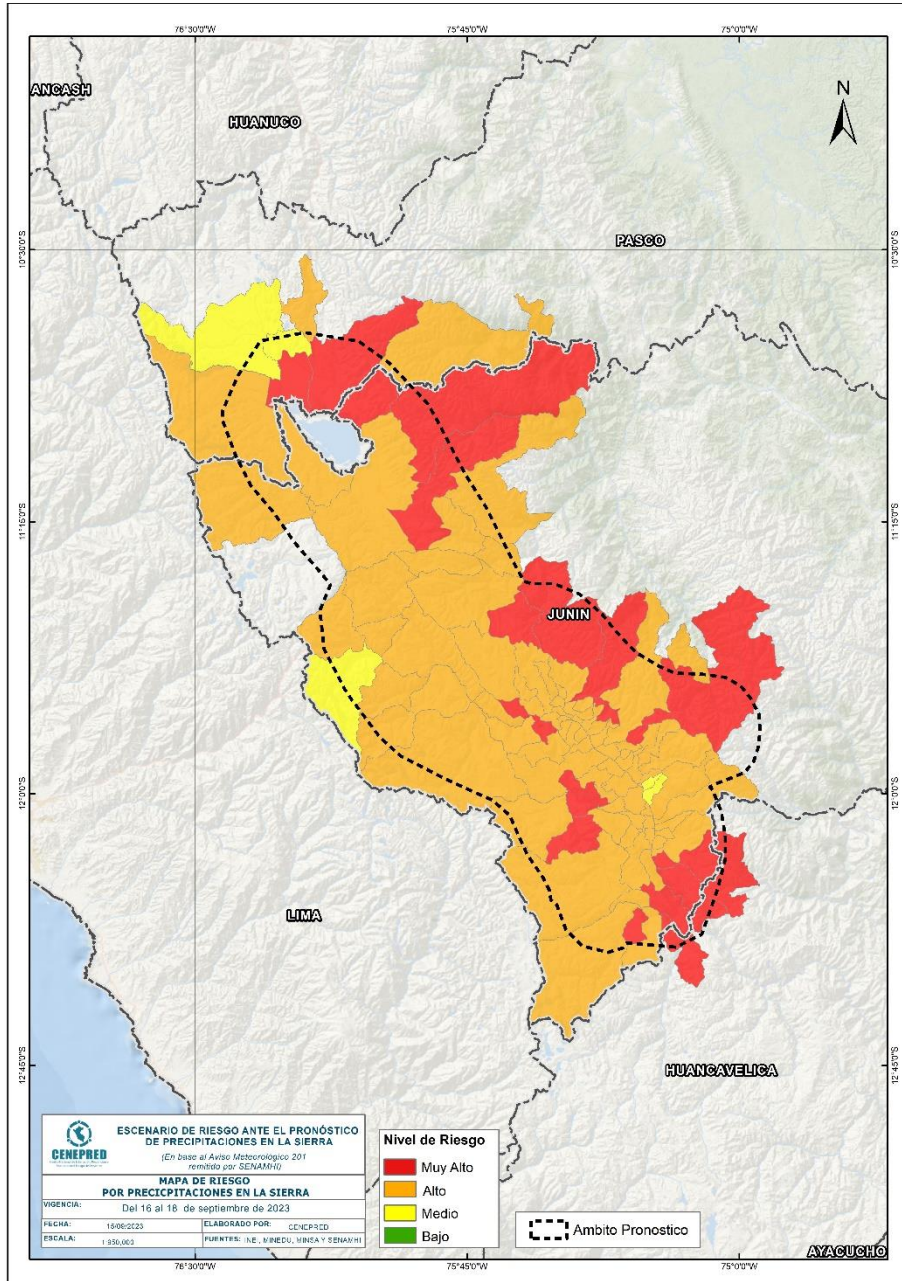 76°30'0"W
75°45'0"W
75°0'0"W
ANCASH
HUANUCO
N
PASCO
10°30'0"S
10°30'0"S
11°15'0"S
11°15'0"S
JUNIN
12°0'0"S
12°0'0"S
LIMA
12°45'0"S
12°45'0"S
HUANCAVELICA
AYACUCHO
CENEPRED
ESCENARIO DE RIESGO ANTE EL PRONÓSTICO
DE PRECIPITACIONES EN LA SIERRA
(En base al Aviso Meteorológico 201
remitido por SENAMHI)
MAPA DE RIESGO
POR PRECICPITACIONES EN LA SIERRA
VIGENCIA:
Del 16 al 18 de septiembre de 2023
FECHA:
ELABORADO POR: CENEPRED
ESCALA:
1:950,000
FUENTES: INEI, MINEDU, MINSA Y SENAMHI
Nivel de Riesgo
Muy Alto
Alto
Medio
Bajo
Ambito Pronostico
76°30'0"W
75°45'0"W
75°0'0"W